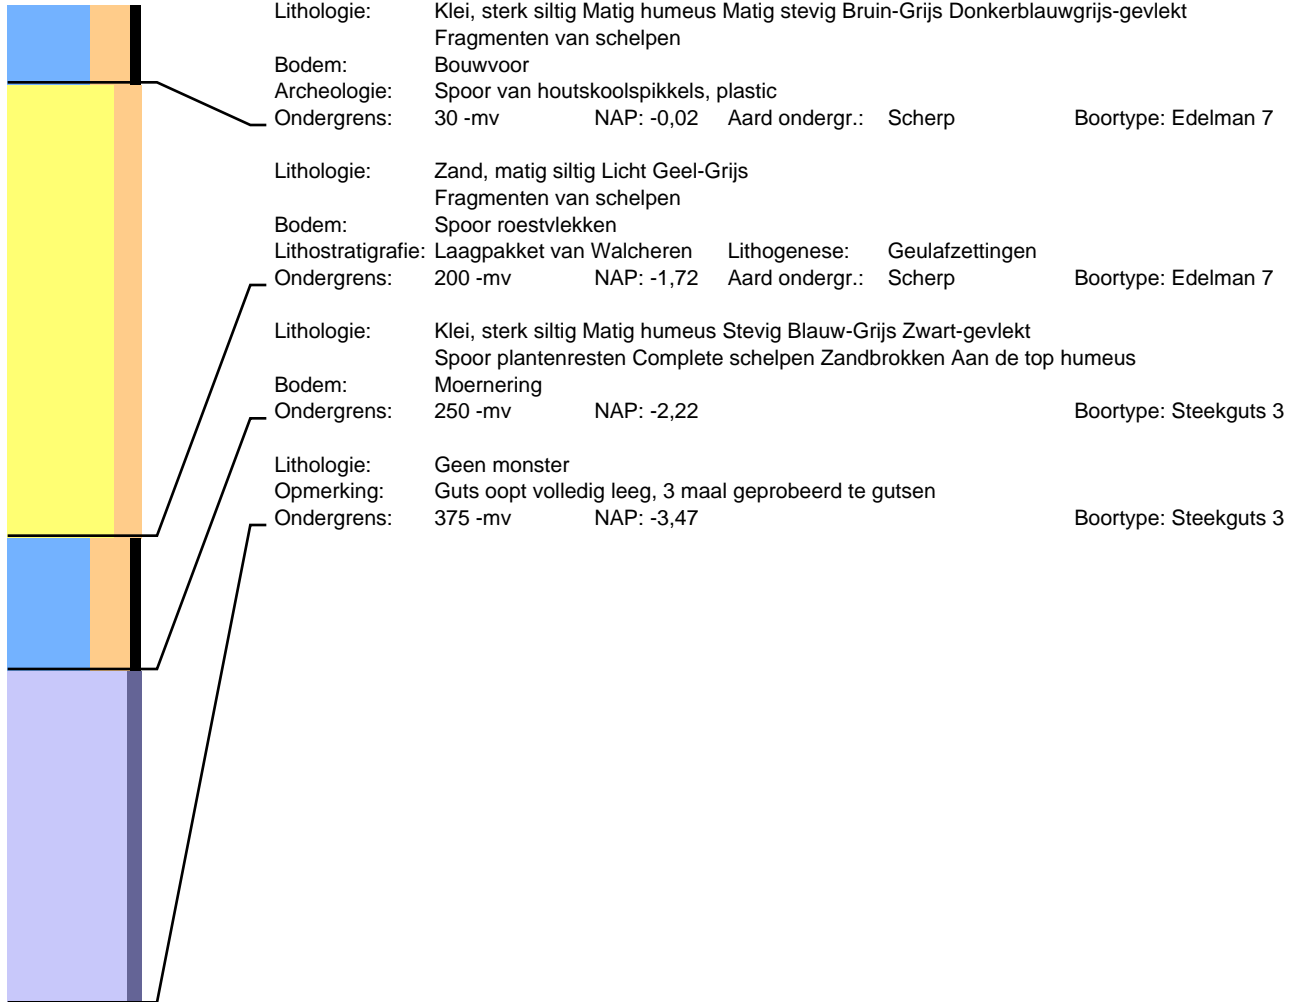 Lithologie: Klei, sterk siltig Matig humeus Matig stevig Bruin-Grijs Donkerblauwgrijs-gevlekt
Fragmenten van schelpen
Bodem: Bouwvoor
Archeologie: Spoor van houtskoolspikkels, plastic
Ondergrens: 30 -mv NAP: -0,02 Aard ondergr.: Scherp Boortype: Edelman 7
Lithologie: Zand, matig siltig Licht Geel-Grijs
Fragmenten van schelpen
Bodem: Spoor roestvlekken
Lithostratigrafie: Laagpakket van Walcheren Lithogenese: Geulafzettingen
Ondergrens: 200 -mv NAP: -1,72 Aard ondergr.: Scherp Boortype: Edelman 7
Lithologie: Klei, sterk siltig Matig humeus Stevig Blauw-Grijs Zwart-gevlekt
Spoor plantenresten Complete schelpen Zandbrokken Aan de top humeus
Bodem: Moernering
Ondergrens: 250 -mv NAP: -2,22 Boortype: Steekguts 3
Lithologie: Geen monster
Opmerking: Guts oopt volledig leeg, 3 maal geprobeerd te gutsen
Ondergrens: 375 -mv NAP: -3,47 Boortype: Steekguts 3